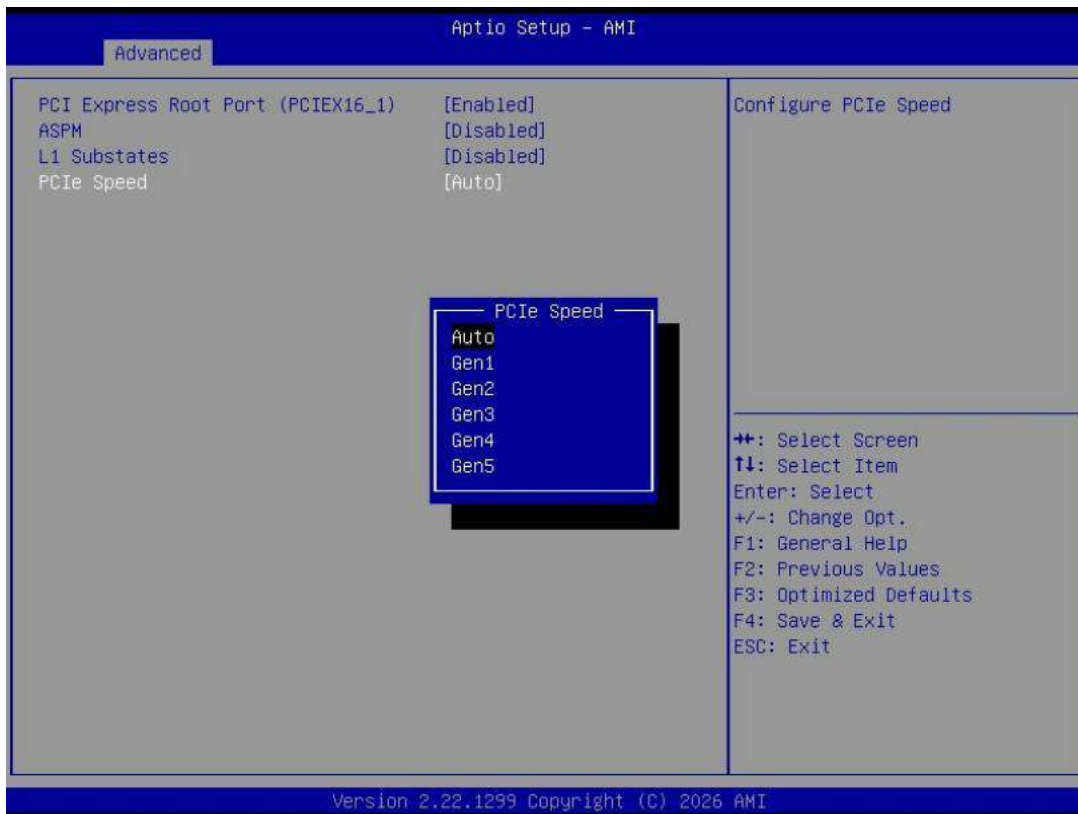 Aptio Setup - AMI
Advanced
PCI Express Root Port (PCIEX16_1) [Enabled]
ASPM [Disabled]
L1 Substates [Disabled]
PCIe Speed [Auto]
Configure PCIe Speed
PCIe Speed
Auto
Gen1
Gen2
Gen3
Gen4
Gen5
→←: Select Screen
↑↓: Select Item
Enter: Select
+/-: Change Opt.
F1: General Help
F2: Previous Values
F3: Optimized Defaults
F4: Save & Exit
ESC: Exit
Version 2.22.1299 Copyright (C) 2026 AMI